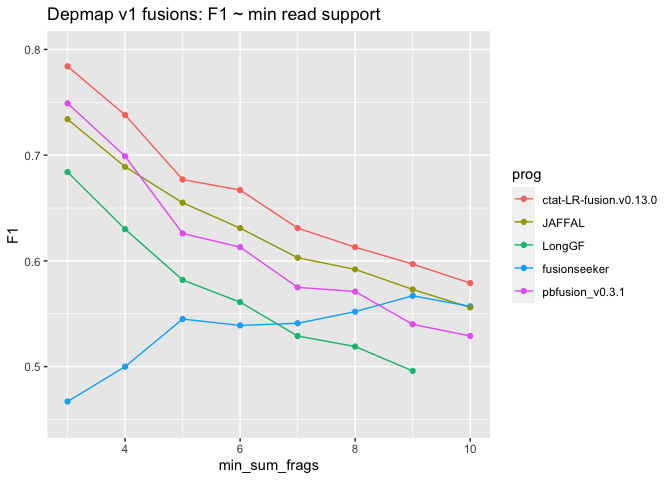 Depmap v1 fusions: F1 ~ min read support
0.8
0.7
0.6
0.5
F1
4
6
8
10
min_sum_frags
prog
ctat-LR-fusion.v0.13.0
JAFFAL
LongGF
fusionseeker
pbfusion_v0.3.1